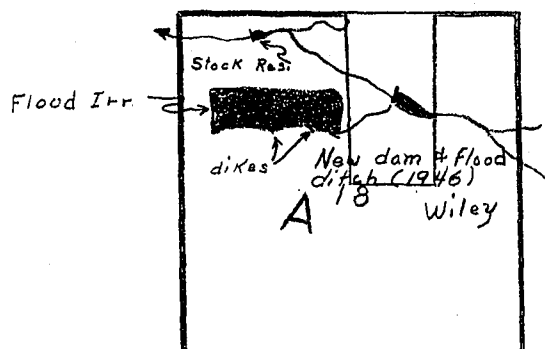 Stock Res.
Flood Irr.
dikes
New dam & Flood
ditch (1946)
18
A
Wiley